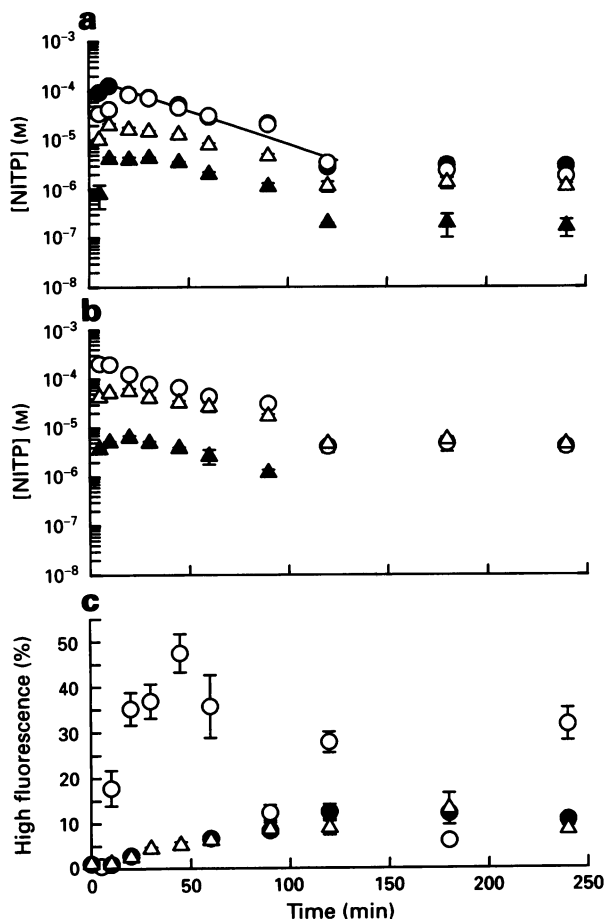 a
10⁻³
10⁻⁴
10⁻⁵
10⁻⁶
10⁻⁷
10⁻⁸
[NITP] (M)
b
10⁻³
10⁻⁴
10⁻⁵
10⁻⁶
10⁻⁷
10⁻⁸
[NITP] (M)
c
50
40
30
20
10
0
High fluorescence (%)
0 50 100 150 200 250
Time (min)